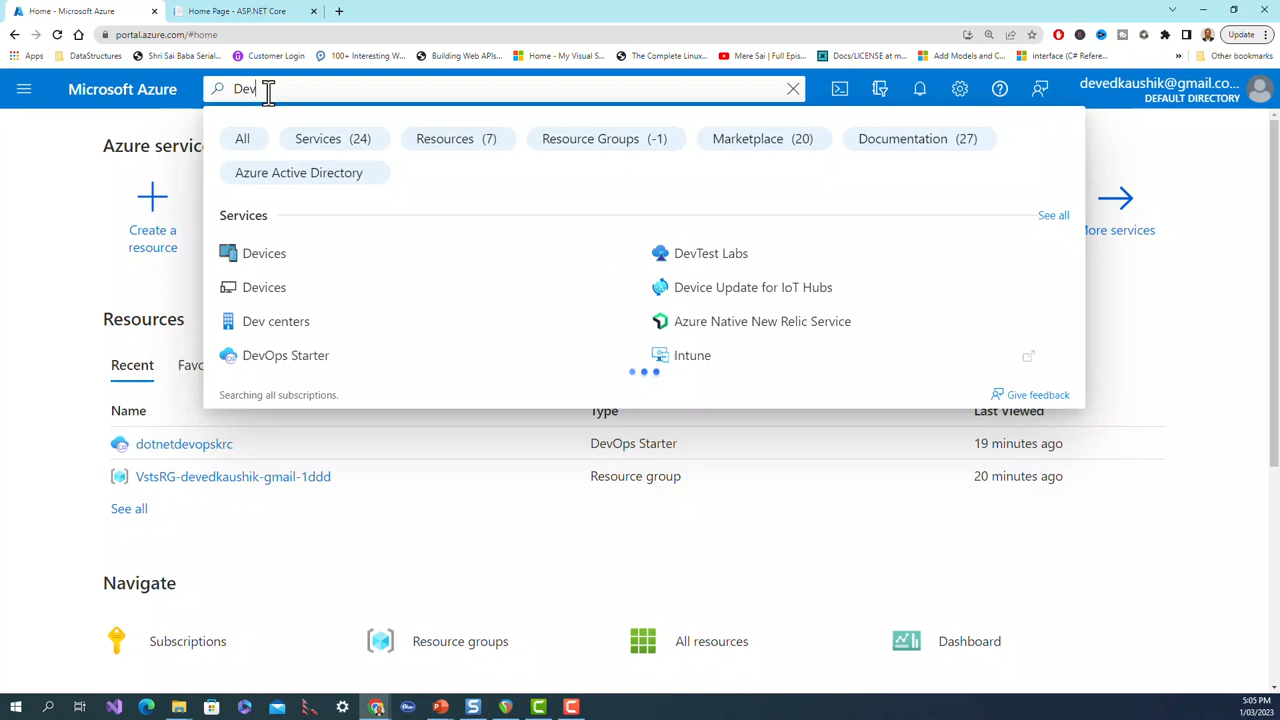 Home - Microsoft Azure
Home Page - ASP.NET Core
portal.azure.com/#home
Update
Apps
DataStructures
Shri Sai Baba Serial...
Customer Login
100+ Interesting W...
Building Web APIs...
Home - My Visual S...
The Complete Linux...
Mere Sai | Full Epis...
Docs/LICENSE at m...
Add Models and C...
interface (C# Refere...
»
Other bookmarks
Microsoft Azure
Dev
devedkaushik@gmail.co...
DEFAULT DIRECTORY
All
Services (24)
Resources (7)
Resource Groups (-1)
Marketplace (20)
Documentation (27)
Azure Active Directory
Azure servic
Create a
resource
More services
Services
See all
Devices
DevTest Labs
Devices
Device Update for IoT Hubs
Dev centers
Azure Native New Relic Service
DevOps Starter
Intune
Searching all subscriptions.
Give feedback
Resources
Recent
Favo
Name
Type
Last Viewed
dotnetdevopskrc
DevOps Starter
19 minutes ago
VstsRG-devedkaushik-gmail-1ddd
Resource group
20 minutes ago
See all
Navigate
Subscriptions
Resource groups
All resources
Dashboard
5:05 PM
1/03/2023